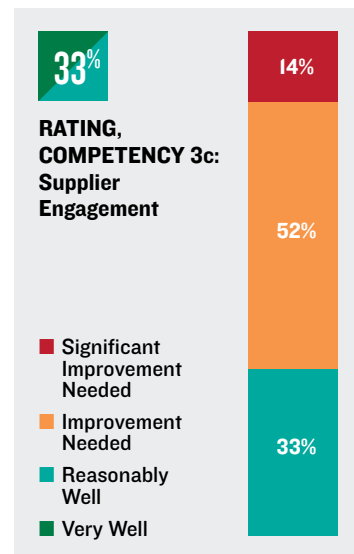 33%
RATING,
COMPETENCY 3c:
Supplier
Engagement
Significant
Improvement
Needed
Improvement
Needed
Reasonably
Well
Very Well
14%
52%
33%